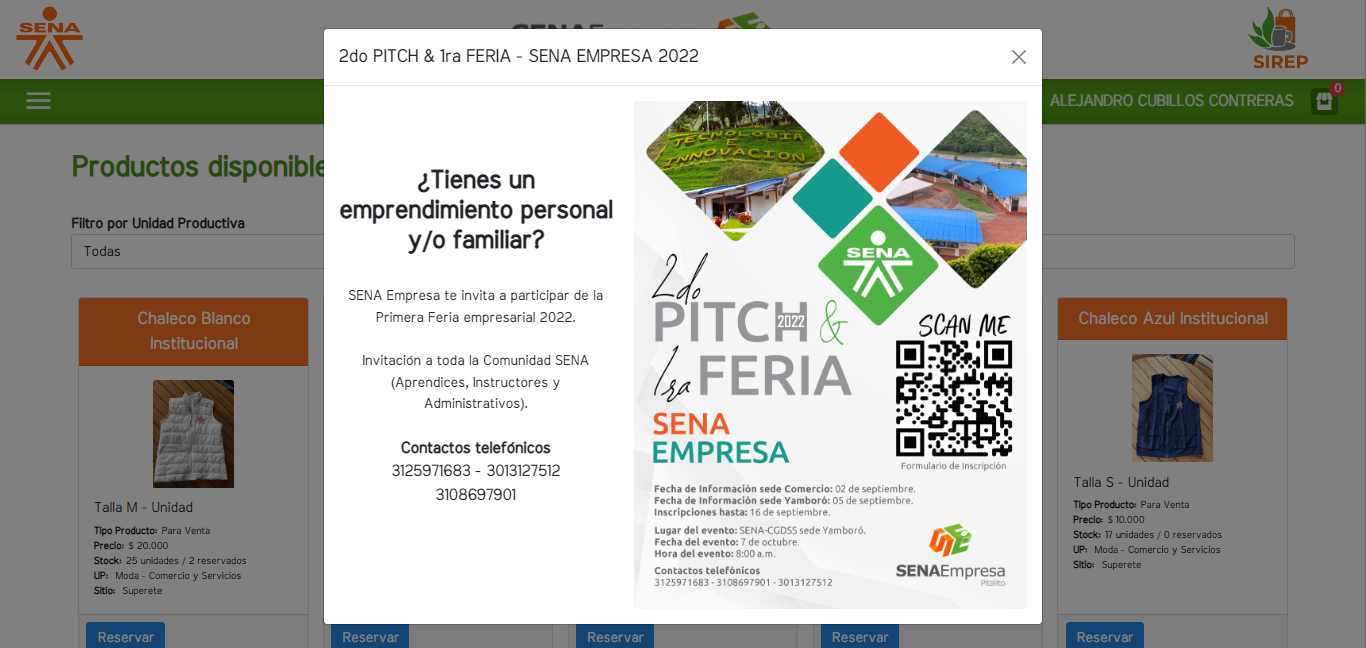 SENA
SENA
SIREP
2do PITCH & 1ra FERIA - SENA EMPRESA 2022
ALEJANDRO CUBILLOS CONTRERAS
0
Productos disponible
Filtro por Unidad Productiva
Todas
¿Tienes un
emprendimiento personal
y/o familiar?
SENA Empresa te invita a participar de la
Primera Feria empresarial 2022.
Invitación a toda la Comunidad SENA
(Aprendices, Instructores y
Administrativos).
Contactos telefónicos
3125971683 - 3013127512
3108697901
TECNOLOGIA
E
INNOVACION
SENA
2do
PITCH 2022 &
1ra FERIA
SENA
EMPRESA
SCAN ME
Formulario de Inscripción
Fecha de Información sede Comercio: 02 de septiembre.
Fecha de Información sede Yamboró: 05 de septiembre.
Inscripciones hasta: 16 de septiembre.
Lugar del evento: SENA-CGDSS sede Yamboró.
Fecha del evento: 7 de octubre.
Hora del evento: 8:00 a.m.
Contactos telefónicos
3125971683 - 3108697901 - 3013127512
SENAEmpresa
Pitalito
Chaleco Blanco
Institucional
Talla M - Unidad
Tipo Producto: Para Venta
Precio: $ 20.000
Stock: 25 unidades / 2 reservados
UP: Moda - Comercio y Servicios
Sitio: Superete
Chaleco Azul Institucional
Talla S - Unidad
Tipo Producto: Para Venta
Precio: $ 10.000
Stock: 17 unidades / 0 reservados
UP: Moda - Comercio y Servicios
Sitio: Superete
Reservar
Reservar
Reservar
Reservar
Reservar